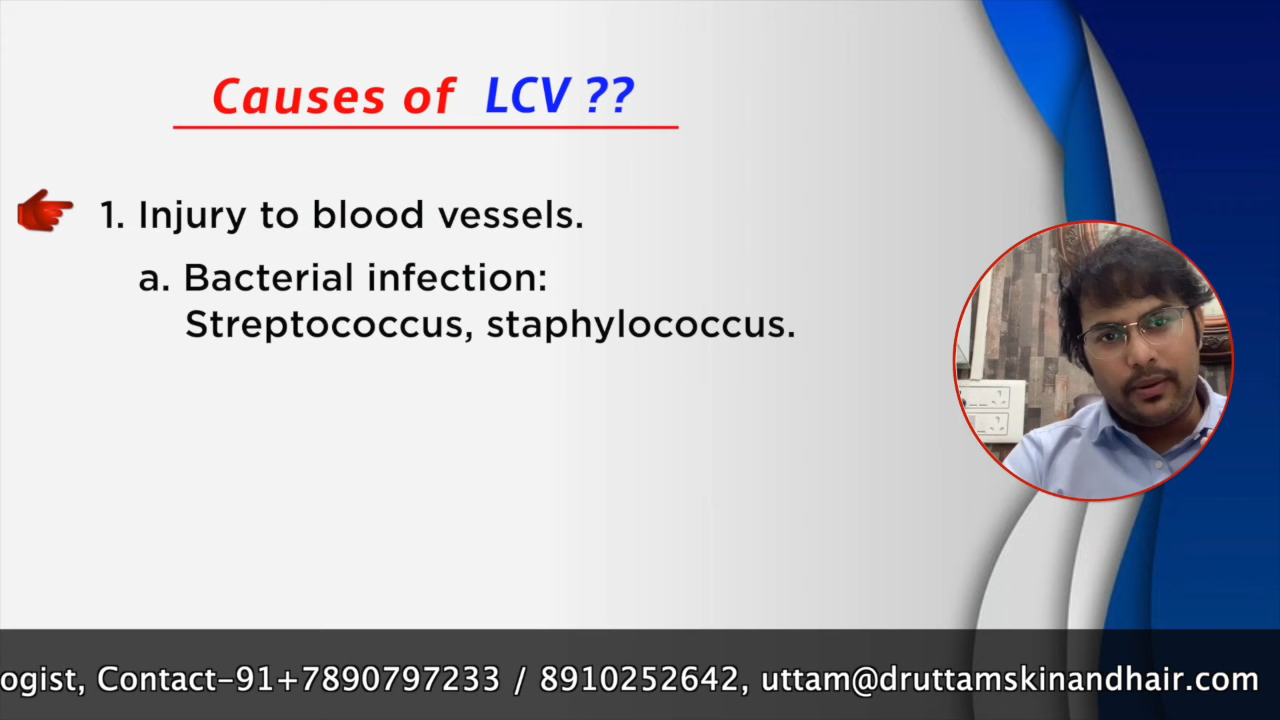 Causes of LCV ??
1. Injury to blood vessels.
a. Bacterial infection:
Streptococcus, staphylococcus.
ogist, Contact-91+7890797233 / 8910252642, uttam@druttamskinandhair.com